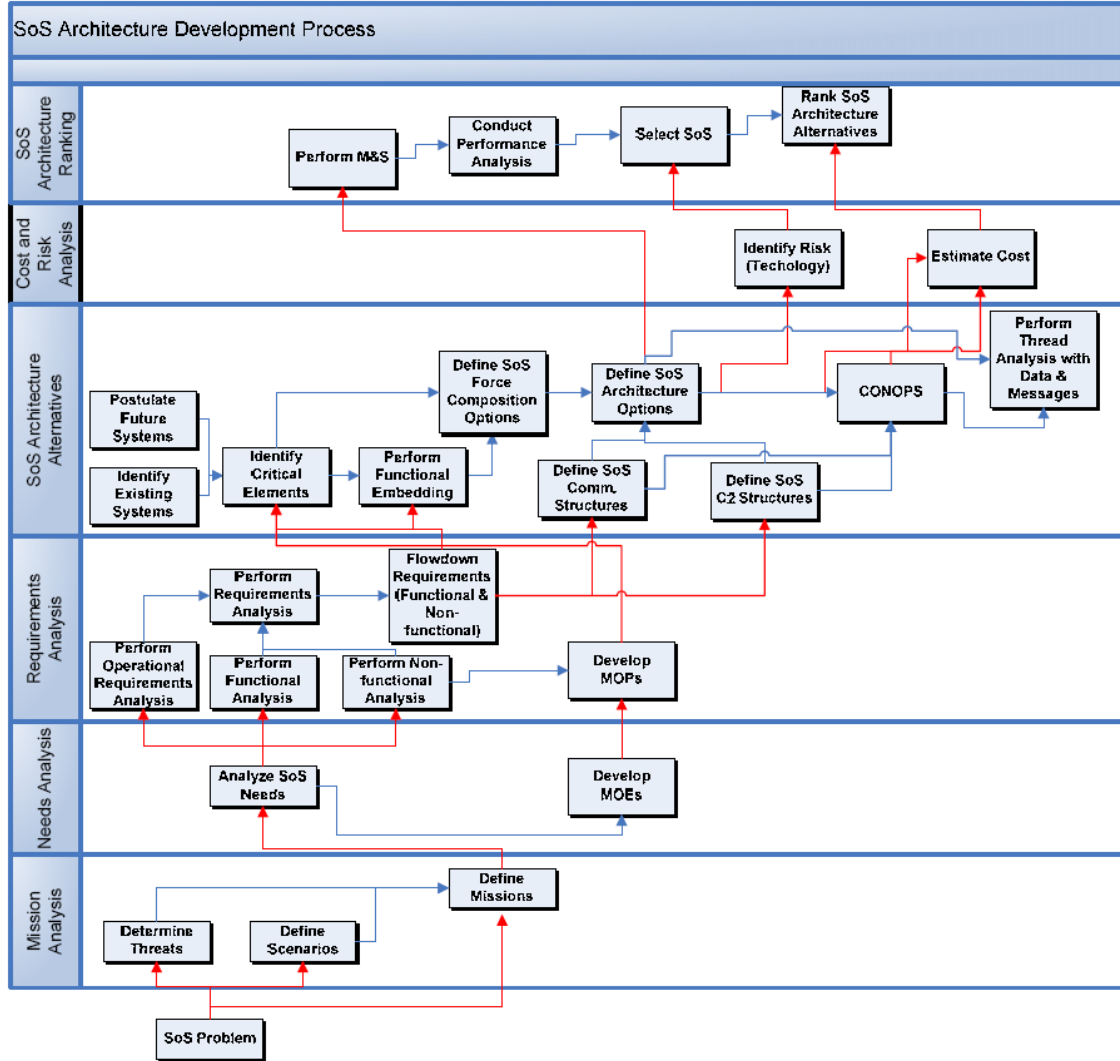 SoS Architecture Development Process
SoS
Architecture
Ranking
Perform M&S
Conduct
Performance
Analysis
Select SoS
Rank SoS
Architecture
Alternatives
Cost and
Risk
Analysis
Identify Risk
(Techology)
Estimate Cost
SoS Architecture
Alternatives
Postulate
Future
Systems
Identify
Existing
Systems
Identify
Critical
Elements
Perform
Functional
Embedding
Define SoS
Force
Composition
Options
Define SoS
Architecture
Options
Define SoS
Comm.
Structures
Define SoS
C2 Structures
CONOPS
Perform
Thread
Analysis with
Data &
Messages
Requirements
Analysis
Perform
Requirements
Analysis
Flowdown
Requirements
(Functional &
Non-
functional)
Perform
Operational
Requirements
Analysis
Perform
Functional
Analysis
Perform Non-
functional Analysis
Develop
MOPs
Needs Analysis
Analyze SoS
Needs
Develop
MOEs
Mission
Analysis
Determine
Threats
Define
Scenarios
Define
Missions
SoS Problem